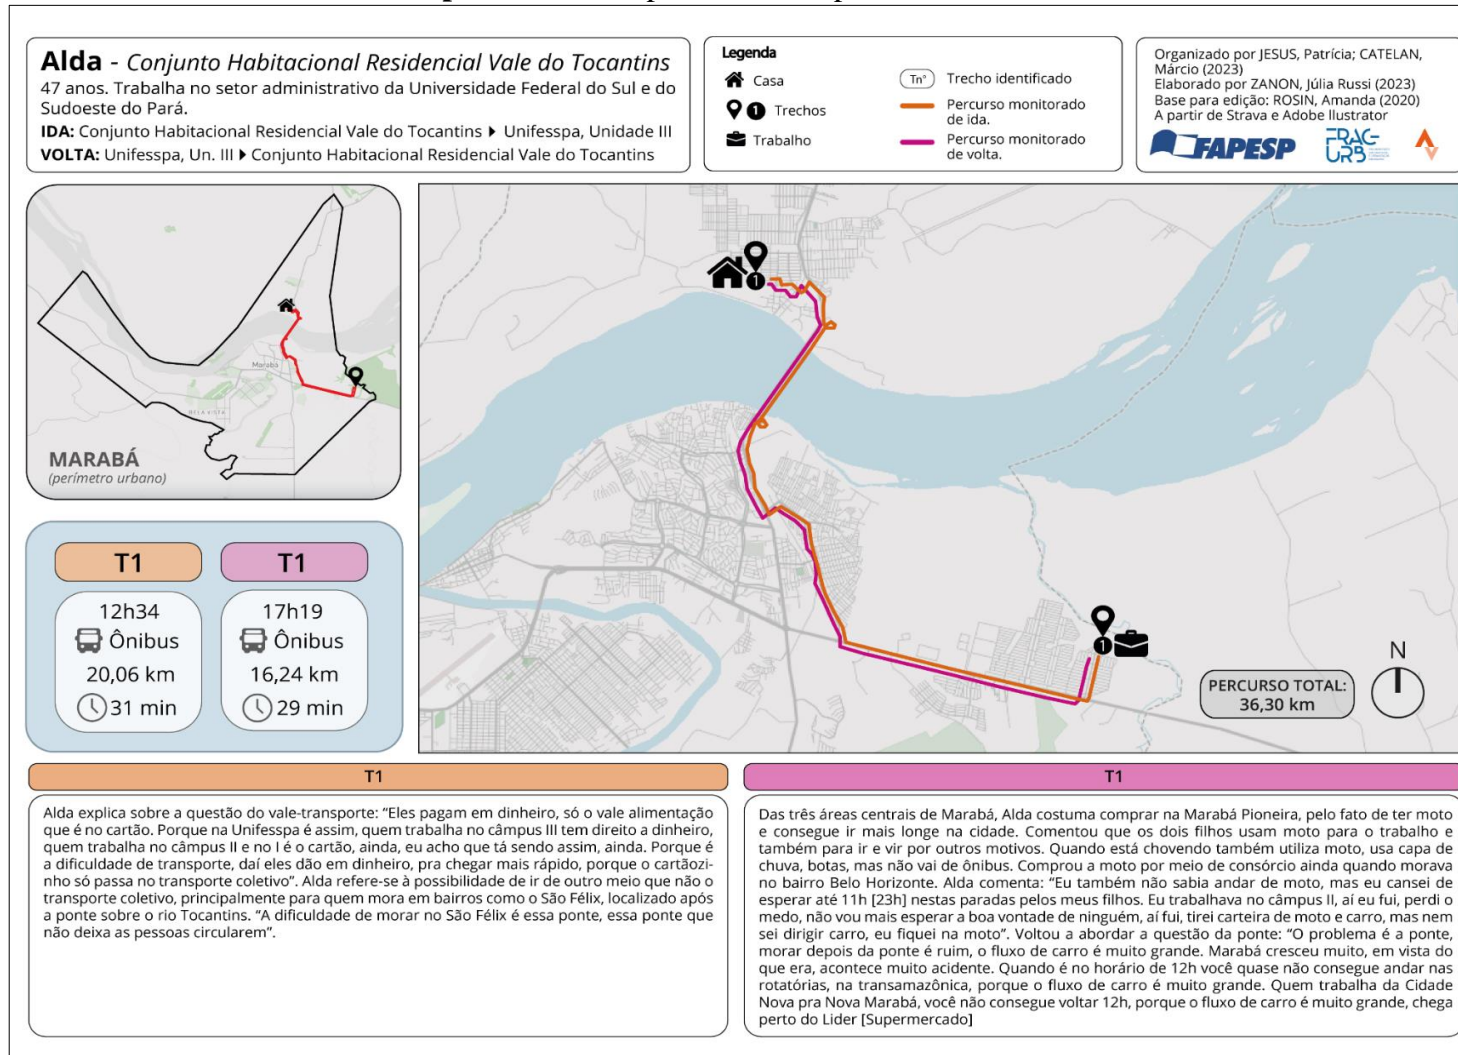 Alda - Conjunto Habitacional Residencial Vale do Tocantins
47 anos. Trabalha no setor administrativo da Universidade Federal do Sul e do
Sudoeste do Pará.
IDA: Conjunto Habitacional Residencial Vale do Tocantins ▶ Unifesspa, Unidade III
VOLTA: Unifesspa, Un. III ▶ Conjunto Habitacional Residencial Vale do Tocantins
Legenda
Casa
1 Trechos
Trabalho
Tn° Trecho identificado
Percurso monitorado
de ida.
Percurso monitorado
de volta.
Organizado por JESUS, Patrícia; CATELAN,
Márcio (2023)
Elaborado por ZANON, Júlia Russi (2023)
Base para edição: ROSIN, Amanda (2020)
A partir de Strava e Adobe Ilustrator
FAPESP
FRAC-
URB
Marabá
BELA VISTA
MARABÁ
(perímetro urbano)
1
1
N
PERCURSO TOTAL:
36,30 km
T1
12h34
Ônibus
20,06 km
31 min
T1
17h19
Ônibus
16,24 km
29 min
T1
Alda explica sobre a questão do vale-transporte: “Eles pagam em dinheiro, só o vale alimentação
que é no cartão. Porque na Unifesspa é assim, quem trabalha no câmpus III tem direito a dinheiro,
quem trabalha no câmpus II e no I é o cartão, ainda, eu acho que tá sendo assim, ainda. Porque é
a dificuldade de transporte, daí eles dão em dinheiro, pra chegar mais rápido, porque o cartãozi-
nho só passa no transporte coletivo”. Alda refere-se à possibilidade de ir de outro meio que não o
transporte coletivo, principalmente para quem mora em bairros como o São Félix, localizado após
a ponte sobre o rio Tocantins. “A dificuldade de morar no São Félix é essa ponte, essa ponte que
não deixa as pessoas circularem”.
T1
Das três áreas centrais de Marabá, Alda costuma comprar na Marabá Pioneira, pelo fato de ter moto
e consegue ir mais longe na cidade. Comentou que os dois filhos usam moto para o trabalho e
também para ir e vir por outros motivos. Quando está chovendo também utiliza moto, usa capa de
chuva, botas, mas não vai de ônibus. Comprou a moto por meio de consórcio ainda quando morava
no bairro Belo Horizonte. Alda comenta: “Eu também não sabia andar de moto, mas eu cansei de
esperar até 11h [23h] nestas paradas pelos meus filhos. Eu trabalhava no câmpus II, aí eu fui, perdi o
medo, não vou mais esperar a boa vontade de ninguém, aí fui, tirei carteira de moto e carro, mas nem
sei dirigir carro, eu fiquei na moto”. Voltou a abordar a questão da ponte: “O problema é a ponte,
morar depois da ponte é ruim, o fluxo de carro é muito grande. Marabá cresceu muito, em vista do
que era, acontece muito acidente. Quando é no horário de 12h você quase não consegue andar nas
rotatórias, na transamazônica, porque o fluxo de carro é muito grande. Quem trabalha da Cidade
Nova pra Nova Marabá, você não consegue voltar 12h, porque o fluxo de carro é muito grande, chega
perto do Lider [Supermercado]